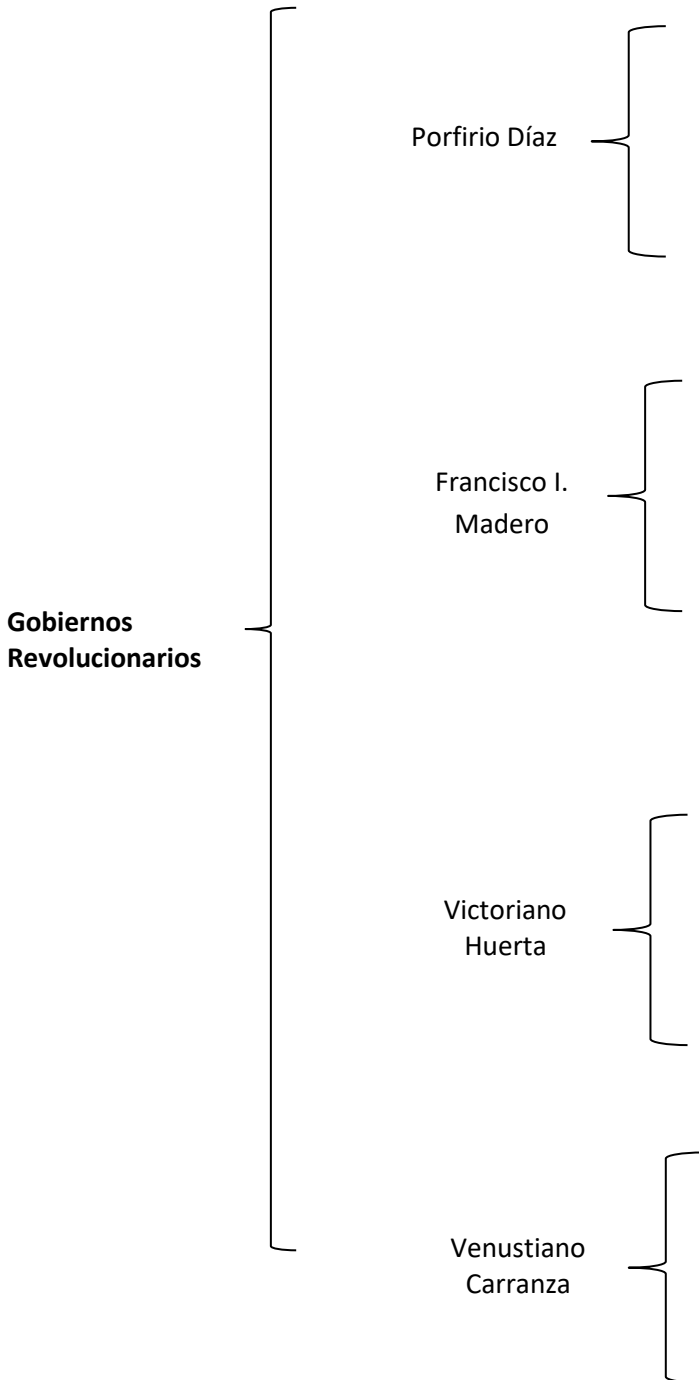 Porfirio Díaz
Francisco I.
Madero
Gobiernos
Revolucionarios
Victoriano
Huerta
Venustiano
Carranza